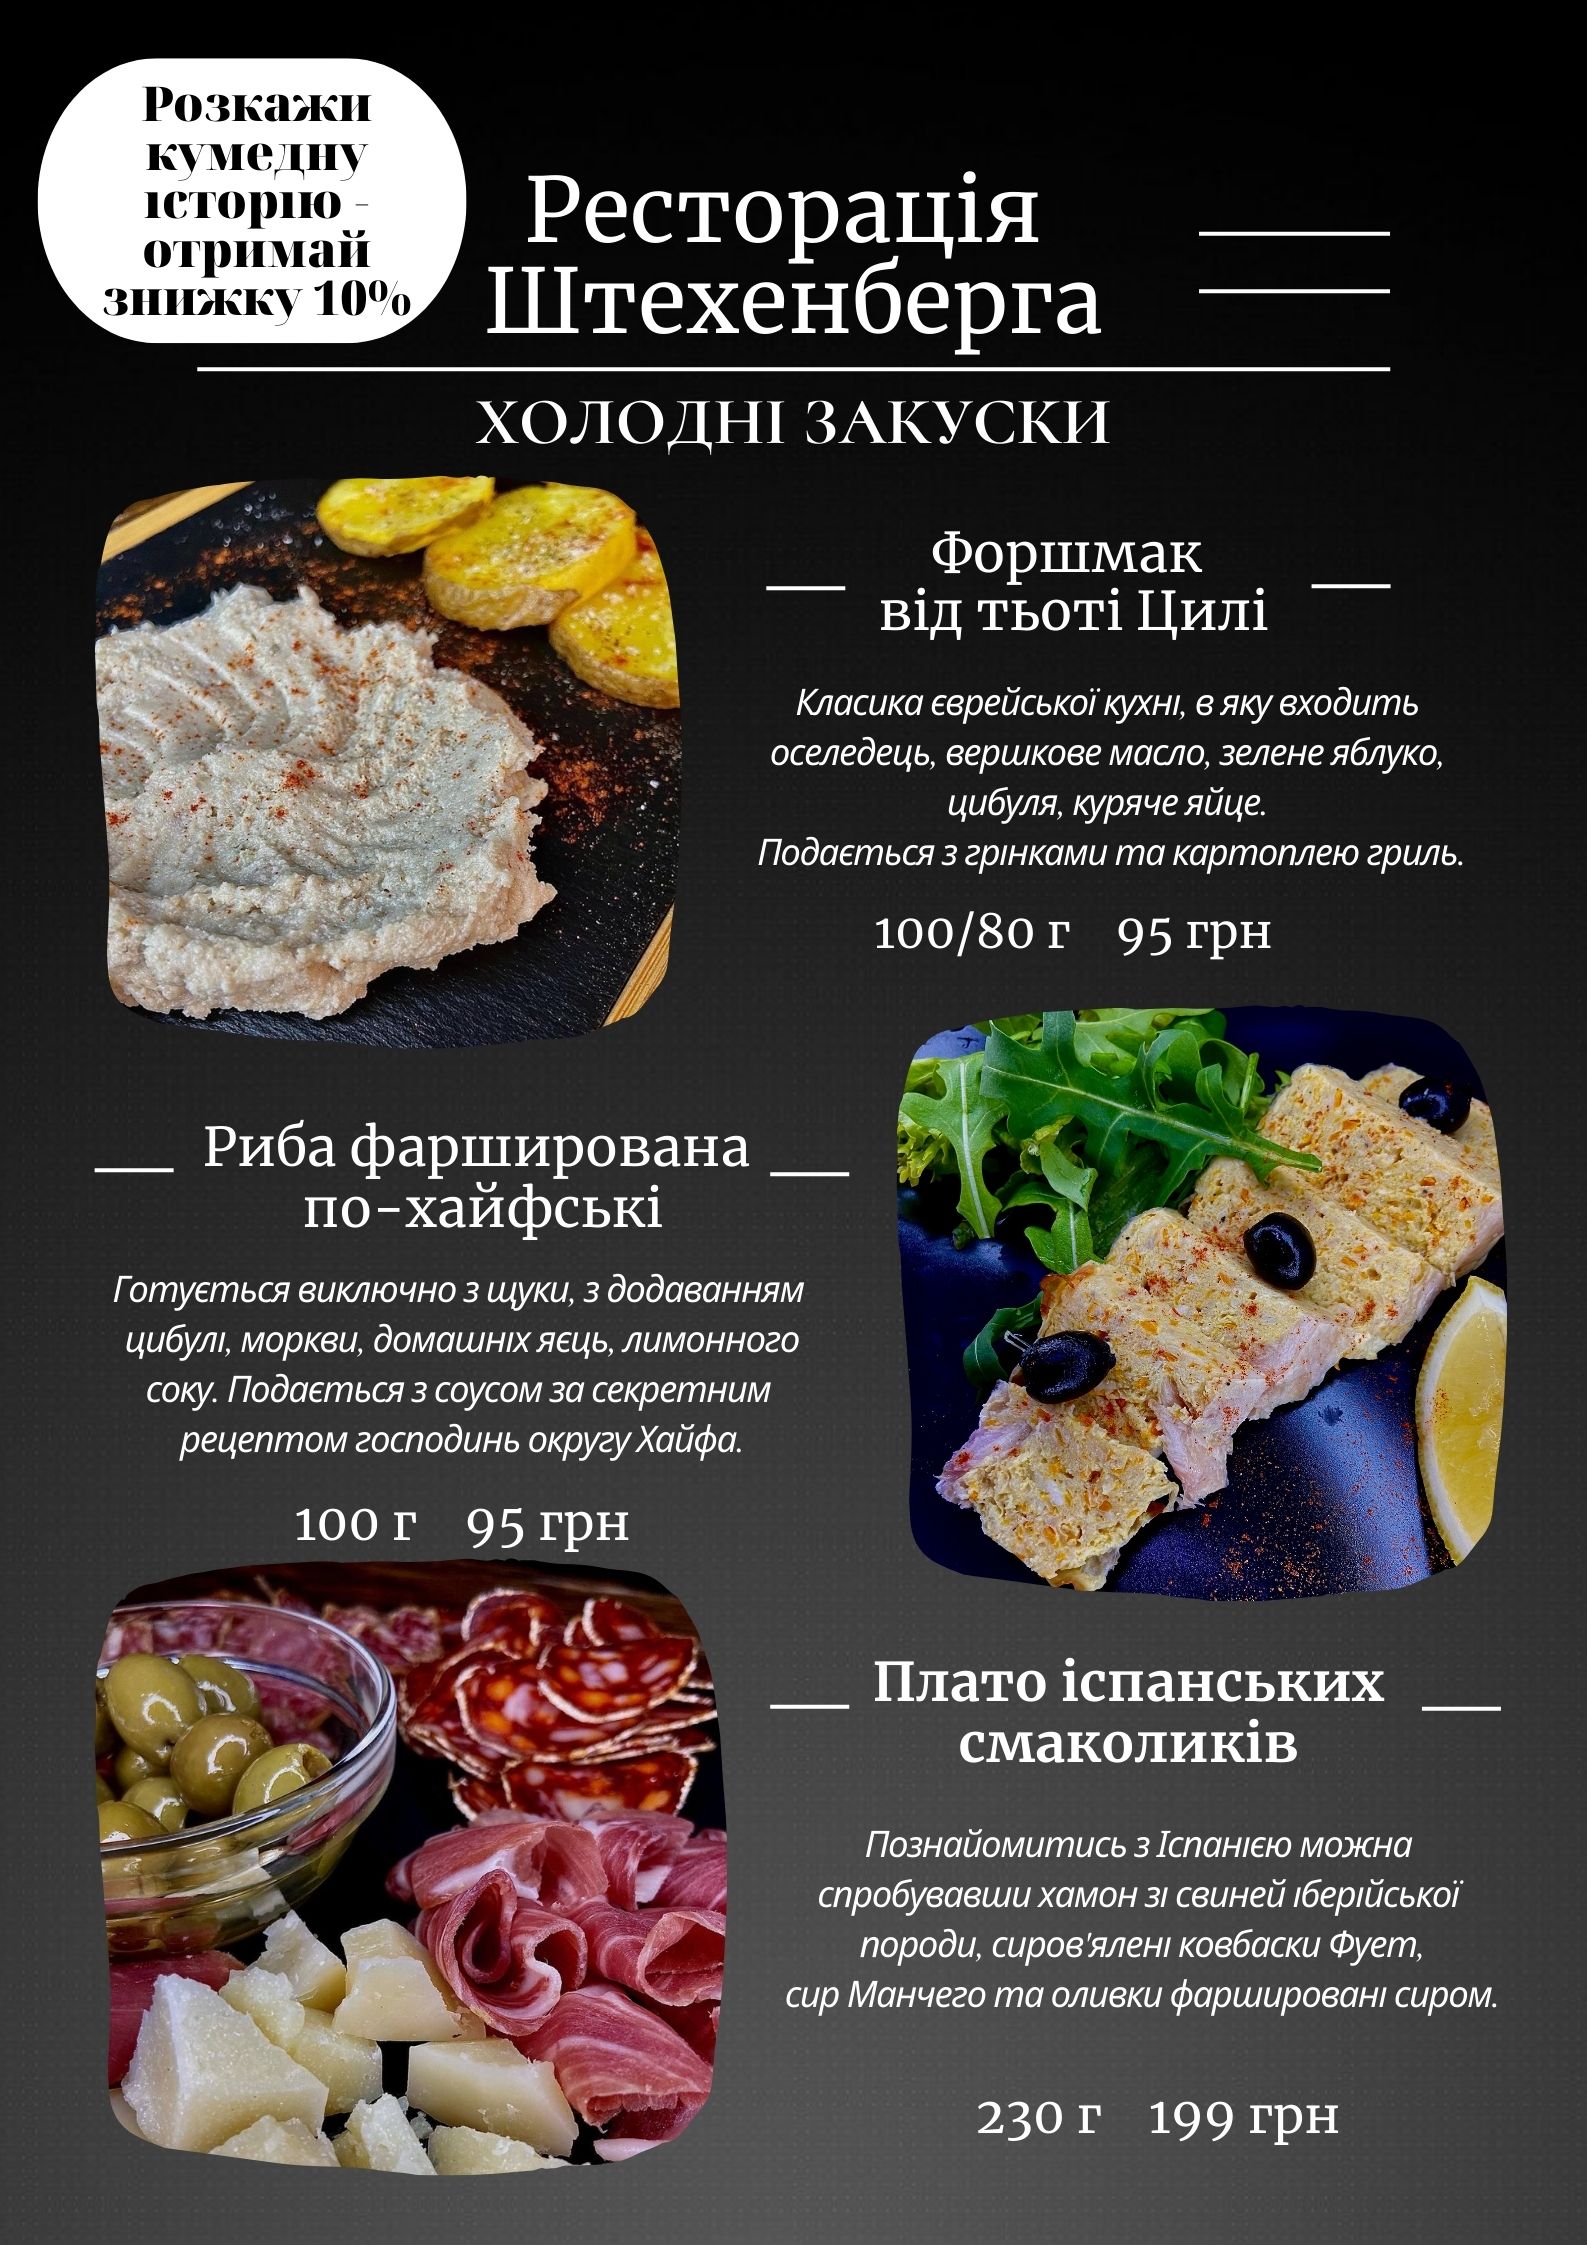 Розкажи
кумедну
історію -
отримай
знижку 10%
Ресторація
Штехенберга
ХОЛОДНІ ЗАКУСКИ
Форшмак
від тьоті Цилі
Класика єврейської кухні, в яку входить
оселедець, вершкове масло, зелене яблуко,
цибуля, куряче яйце.
Подається з грінками та картоплею гриль.
100/80 г 95 грн
Риба фарширована
по-хайфські
Готується виключно з щуки, з додаванням
цибулі, моркви, домашніх яєць, лимонного
соку. Подається з соусом за секретним
рецептом господинь округу Хайфа.
100 г 95 грн
Плато іспанських
смаколиків
Познайомитись з Іспанією можна
спробувавши хамон зі свиней іберійської
породи, сиров'ялені ковбаски Фует,
сир Манчего та оливки фаршировані сиром.
230 г 199 грн